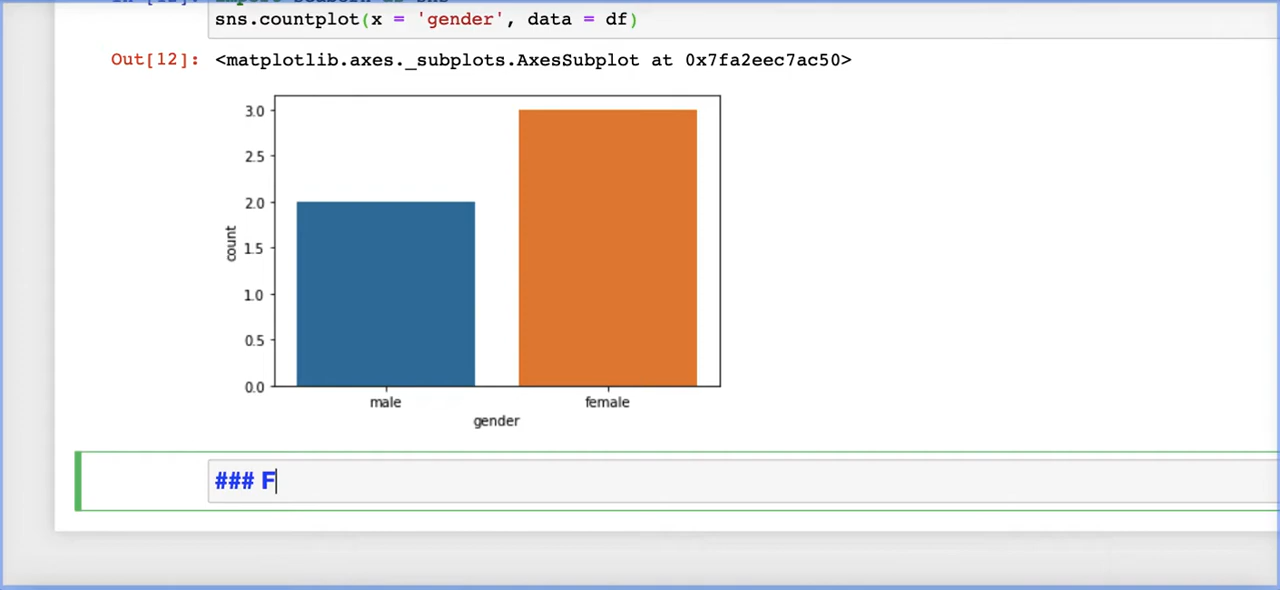 sns.countplot(x = 'gender', data = df)
Out[12]: <matplotlib.axes._subplots.AxesSubplot at 0x7fa2eec7ac50>
3.0
2.5
2.0
1.5
1.0
0.5
0.0
count
male female
gender
### F